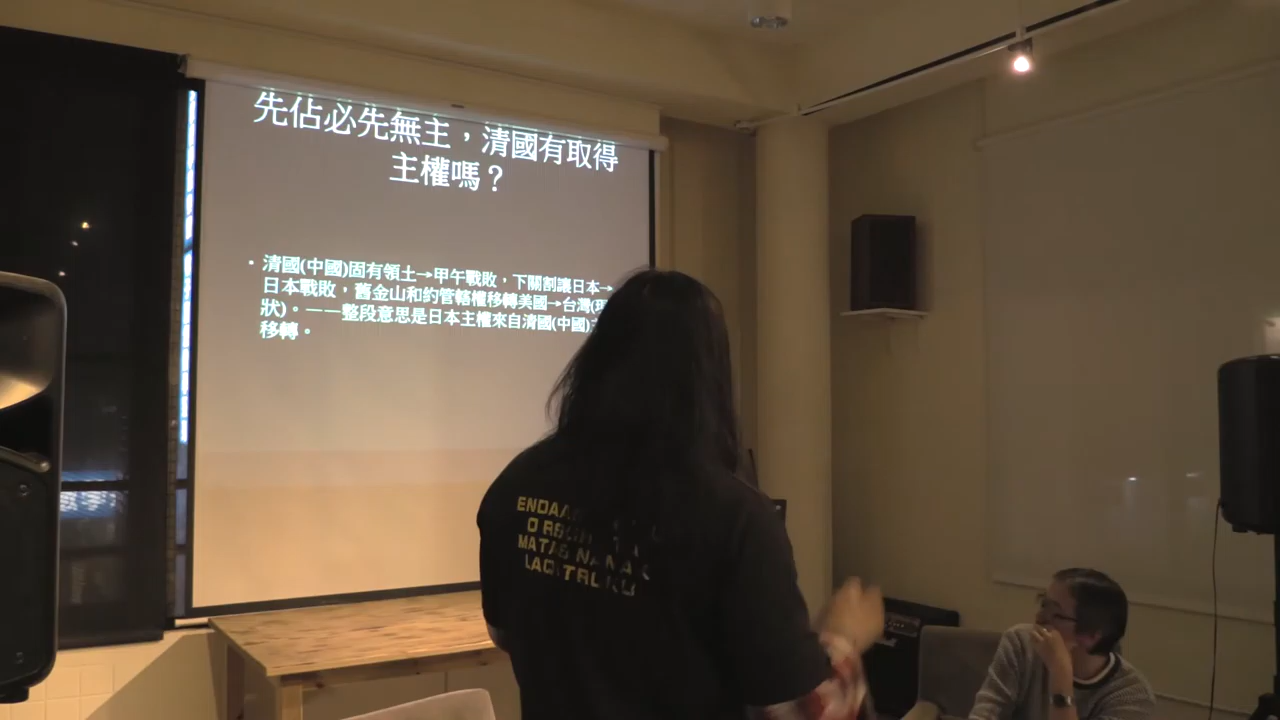 先佔必先無主，清國有取得
主權嗎？
• 清國(中國)固有領土→甲午戰敗，下關割讓日本→
日本戰敗，舊金山和約管轄權移轉美國→台灣(現
狀)。——整段意思是日本主權來自清國(中國)
移轉。
MATAS NANAK